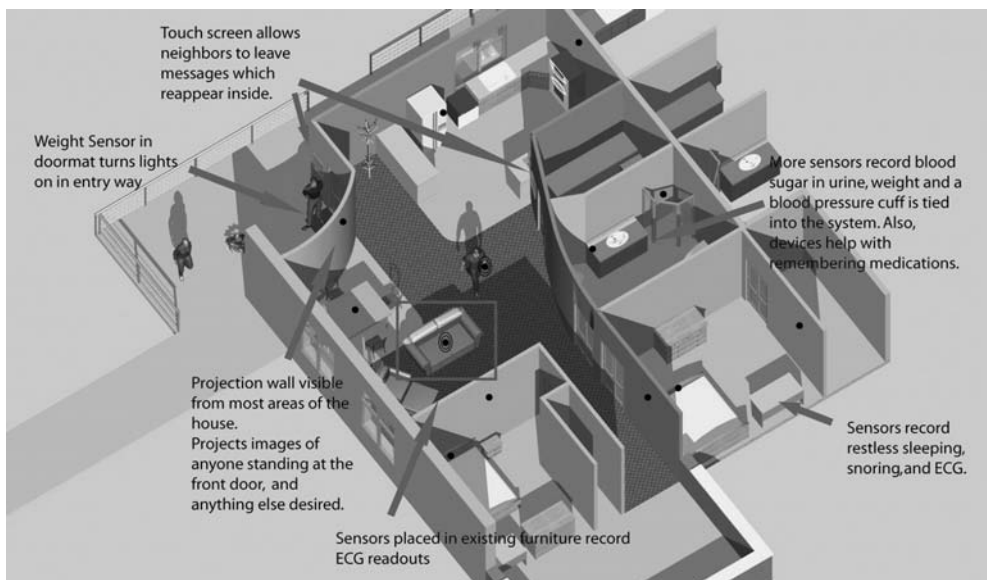 Touch screen allows
neighbors to leave
messages which
reappear inside.
Weight Sensor in
doormat turns lights
on in entry way
More sensors record blood
sugar in urine, weight and a
blood pressure cuff is tied
into the system. Also,
devices help with
remembering medications.
Projection wall visible
from most areas of the
house.
Projects images of
anyone standing at the
front door, and
anything else desired.
Sensors record
restless sleeping,
snoring, and ECG.
Sensors placed in existing furniture record
ECG readouts